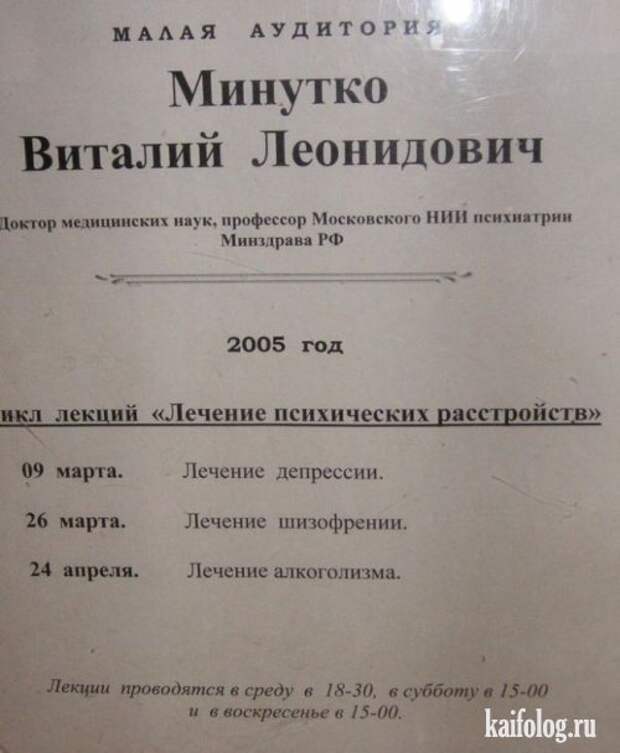 МАЛАЯ АУДИТОРИЯ
Минутко
Виталий Леонидович
Доктор медицинских наук, профессор Московского НИИ психиатрии
Минздрава РФ
2005 год
икл лекций «Лечение психических расстройств»
09 марта. Лечение депрессии.
26 марта. Лечение шизофрении.
24 апреля. Лечение алкоголизма.
Лекции проводятся в среду в 18-30, в субботу в 15-00
и в воскресенье в 15-00.
kaifolog.ru